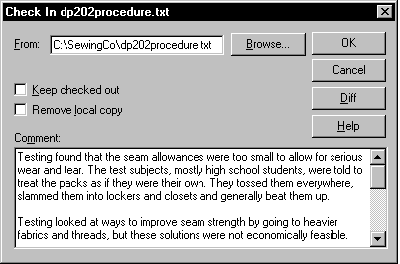 Check In dp202procedure.txt
From: C:\SewingCo\dp202procedure.txt Browse... OK
Cancel
Keep checked out
Diff
Remove local copy
Help
Comment:
Testing found that the seam allowances were too small to allow for serious
wear and tear. The test subjects, mostly high school students, were told to
treat the packs as if they were their own. They tossed them everywhere,
slammed them into lockers and closets and generally beat them up.
Testing looked at ways to improve seam strength by going to heavier
fabrics and threads, but these solutions were not economically feasible.